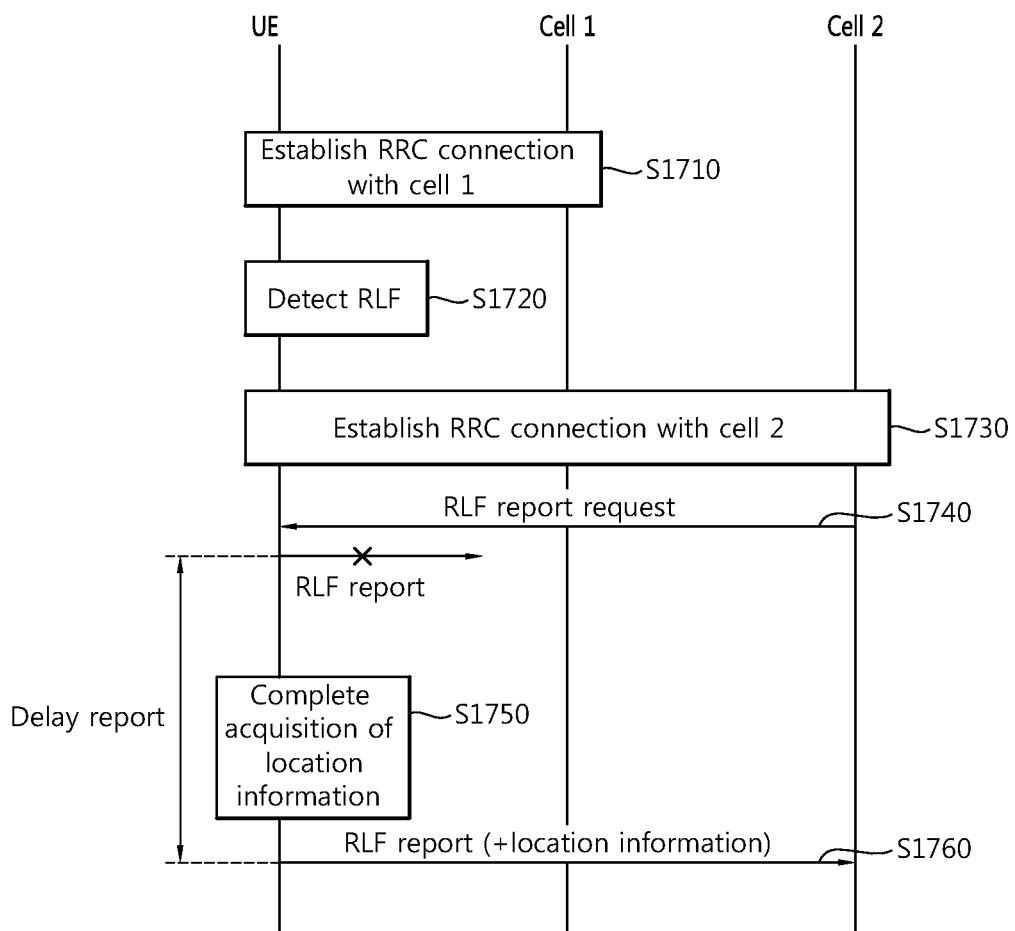 UE
Cell 1
Cell 2
Establish RRC connection
with cell 1
S1710
Detect RLF
S1720
Establish RRC connection with cell 2
S1730
RLF report request
S1740
RLF report
Delay report
Complete
acquisition of
location
information
S1750
RLF report (+location information)
S1760